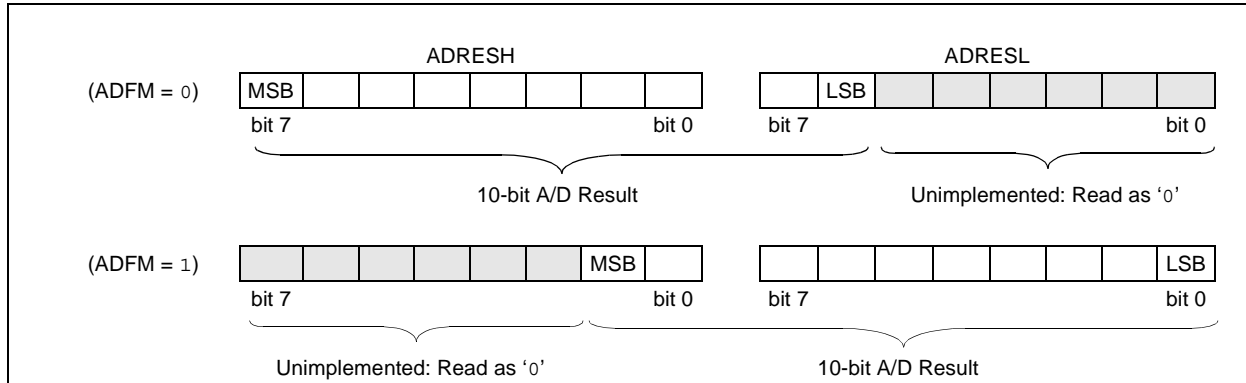 ADRESH ADRESL
(ADFM = 0) MSB LSB
bit 7 bit 0 bit 7 bit 0
10-bit A/D Result Unimplemented: Read as ‘0’
(ADFM = 1) MSB LSB
bit 7 bit 0 bit 7 bit 0
Unimplemented: Read as ‘0’ 10-bit A/D Result